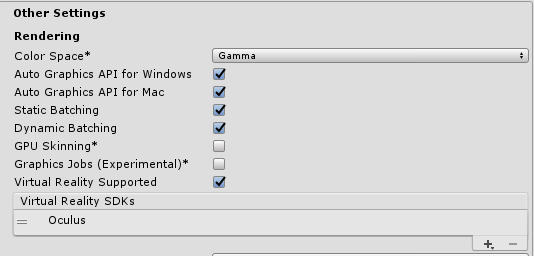 Other Settings
Rendering
Color Space* Gamma
Auto Graphics API for Windows
Auto Graphics API for Mac
Static Batching
Dynamic Batching
GPU Skinning*
Graphics Jobs (Experimental)*
Virtual Reality Supported
Virtual Reality SDKs
Oculus